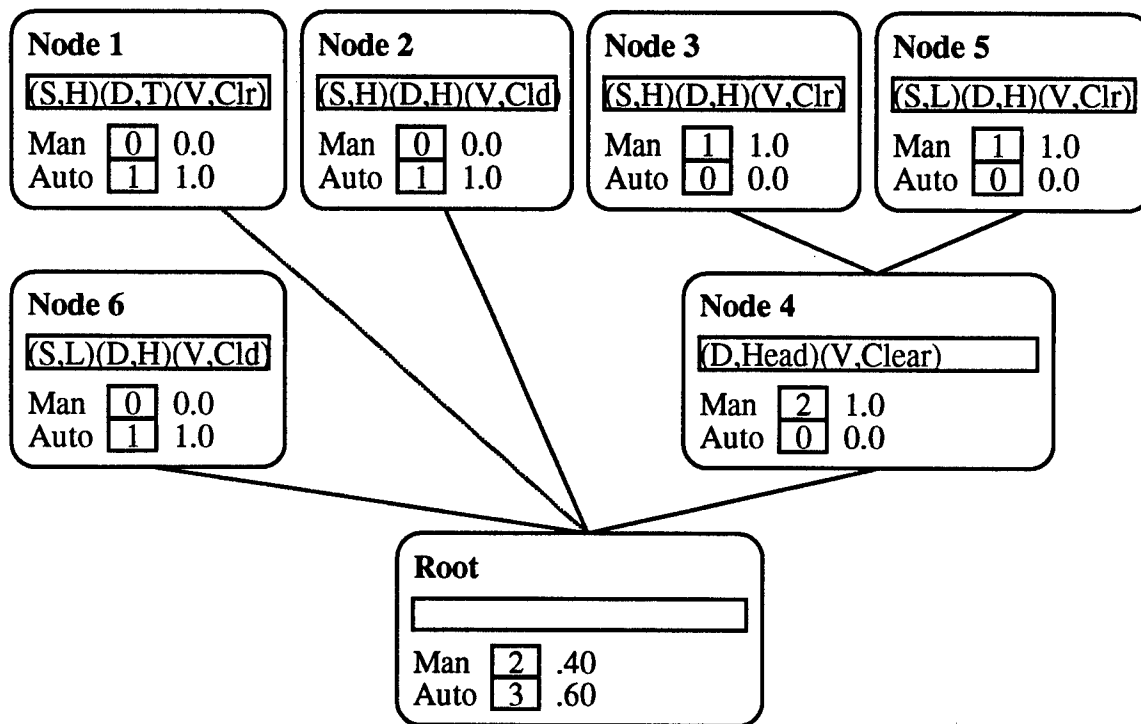 Node 1
(S,H)(D,T)(V,Clr)
Man 0 0.0
Auto 1 1.0
Node 2
(S,H)(D,H)(V,Cld)
Man 0 0.0
Auto 1 1.0
Node 3
(S,H)(D,H)(V,Clr)
Man 1 1.0
Auto 0 0.0
Node 5
(S,L)(D,H)(V,Clr)
Man 1 1.0
Auto 0 0.0
Node 6
(S,L)(D,H)(V,Cld)
Man 0 0.0
Auto 1 1.0
Node 4
(D,Head)(V,Clear)
Man 2 1.0
Auto 0 0.0
Root
Man 2 .40
Auto 3 .60